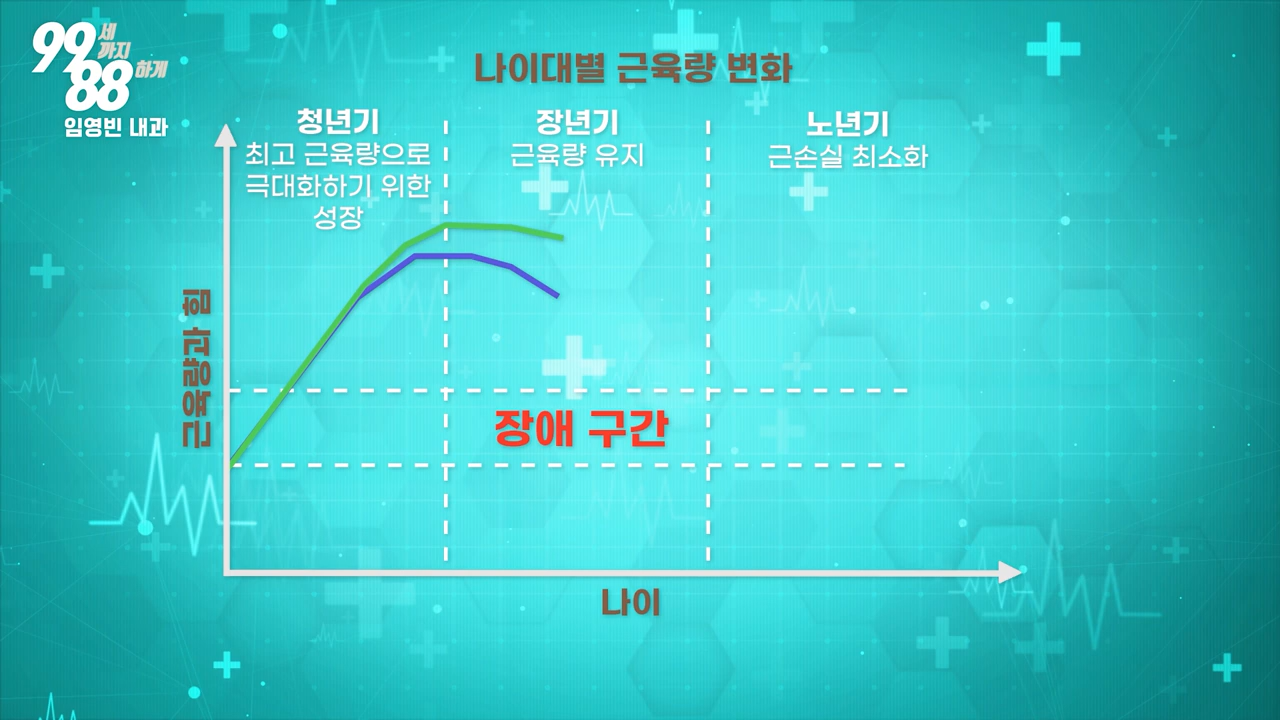 99세
까지
88하게
임영빈 내과
나이대별 근육량 변화
청년기
최고 근육량으로
극대화하기 위한
성장
장년기
근육량 유지
노년기
근손실 최소화
근육량과 힘
장애 구간
나이